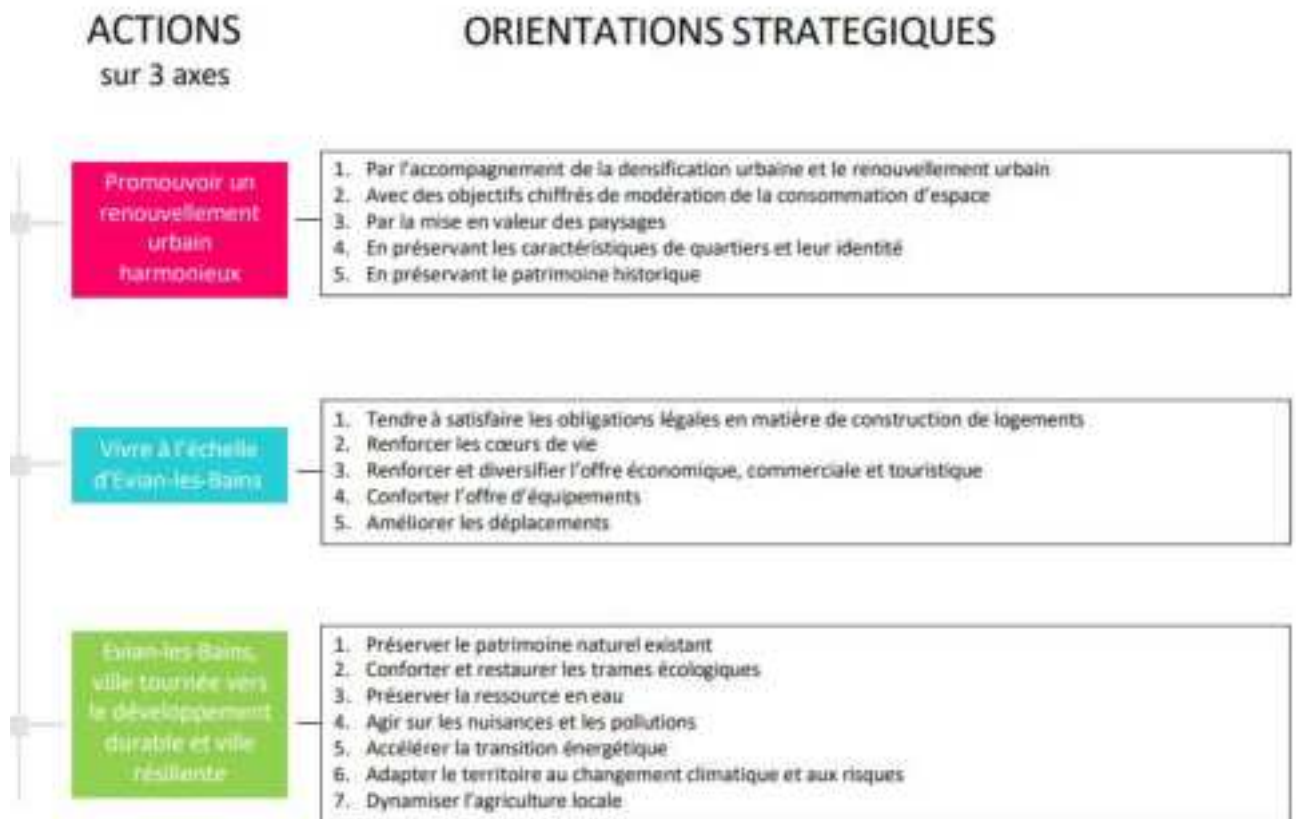 ACTIONS
sur 3 axes
ORIENTATIONS STRATEGIQUES
Promouvoir un
renouvellement
urbain
harmonieux
1. Par l'accompagnement de la densification urbaine et le renouvellement urbain
2. Avec des objectifs chiffrés de modération de la consommation d'espace
3. Par la mise en valeur des paysages
4. En préservant les caractéristiques de quartiers et leur identité
5. En préservant le patrimoine historique
Vivre à l'échelle
d'Evian-les-Bains
1. Tendre à satisfaire les obligations légales en matière de construction de logements
2. Renforcer les cœurs de vie
3. Renforcer et diversifier l'offre économique, commerciale et touristique
4. Conforter l'offre d'équipements
5. Améliorer les déplacements
Evian-les-Bains,
ville tournée vers
le développement
durable et ville
résiliente
1. Préserver le patrimoine naturel existant
2. Conforter et restaurer les trames écologiques
3. Préserver la ressource en eau
4. Agir sur les nuisances et les pollutions
5. Accélérer la transition énergétique
6. Adapter le territoire au changement climatique et aux risques
7. Dynamiser l'agriculture locale